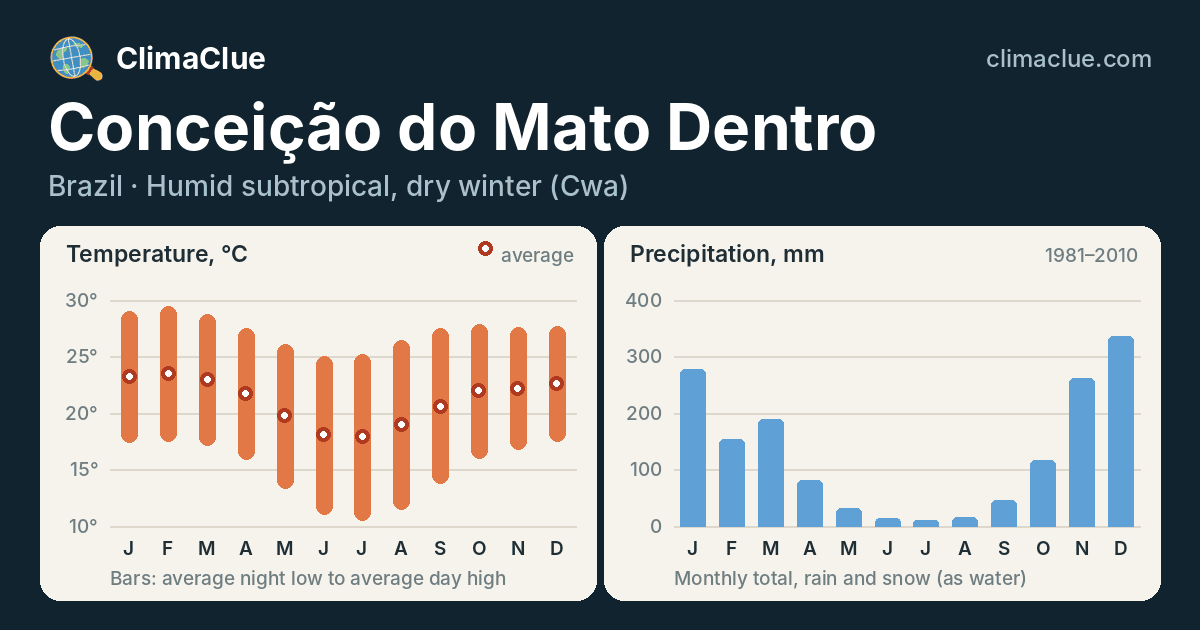 ClimaClue
climaclue.com
Conceição do Mato Dentro
Brazil · Humid subtropical, dry winter (Cwa)
Temperature, °C
average
30°
25°
20°
15°
10°
J F M A M J J A S O N D
Bars: average night low to average day high
Precipitation, mm
1981–2010
400
300
200
100
0
J F M A M J J A S O N D
Monthly total, rain and snow (as water)